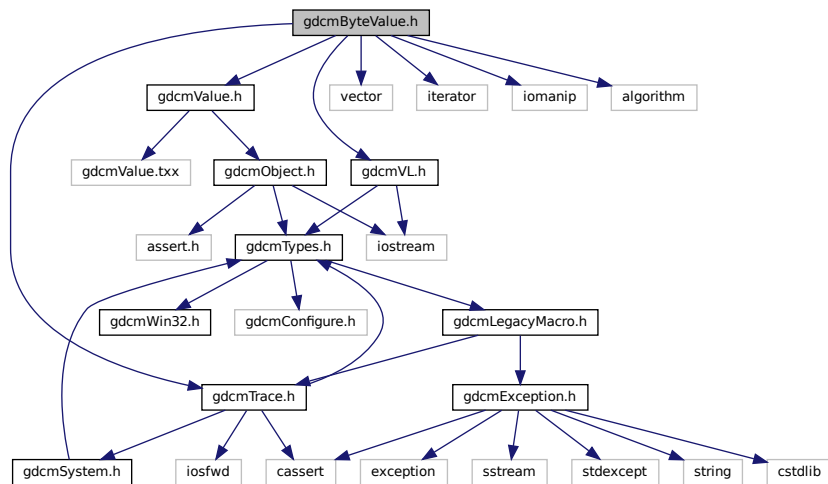 gdcmByteValue.h
gdcmValue.h
vector
iterator
iomanip
algorithm
gdcmValue.txx
gdcmObject.h
gdcmVL.h
assert.h
gdcmTypes.h
iostream
gdcmWin32.h
gdcmConfigure.h
gdcmLegacyMacro.h
gdcmTrace.h
gdcmException.h
gdcmSystem.h
iosfwd
cassert
exception
sstream
stdexcept
string
cstdlib